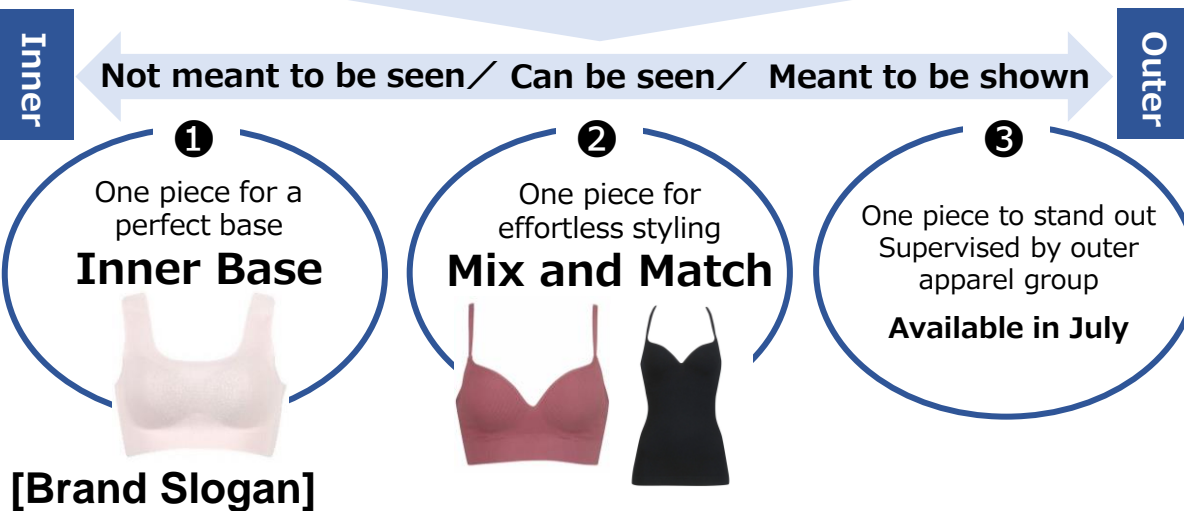 Inner
Outer
Not meant to be seen／ Can be seen／ Meant to be shown
❶
One piece for a
perfect base
Inner Base
❷
One piece for
effortless styling
Mix and Match
❸
One piece to stand out
Supervised by outer
apparel group
Available in July
[Brand Slogan]